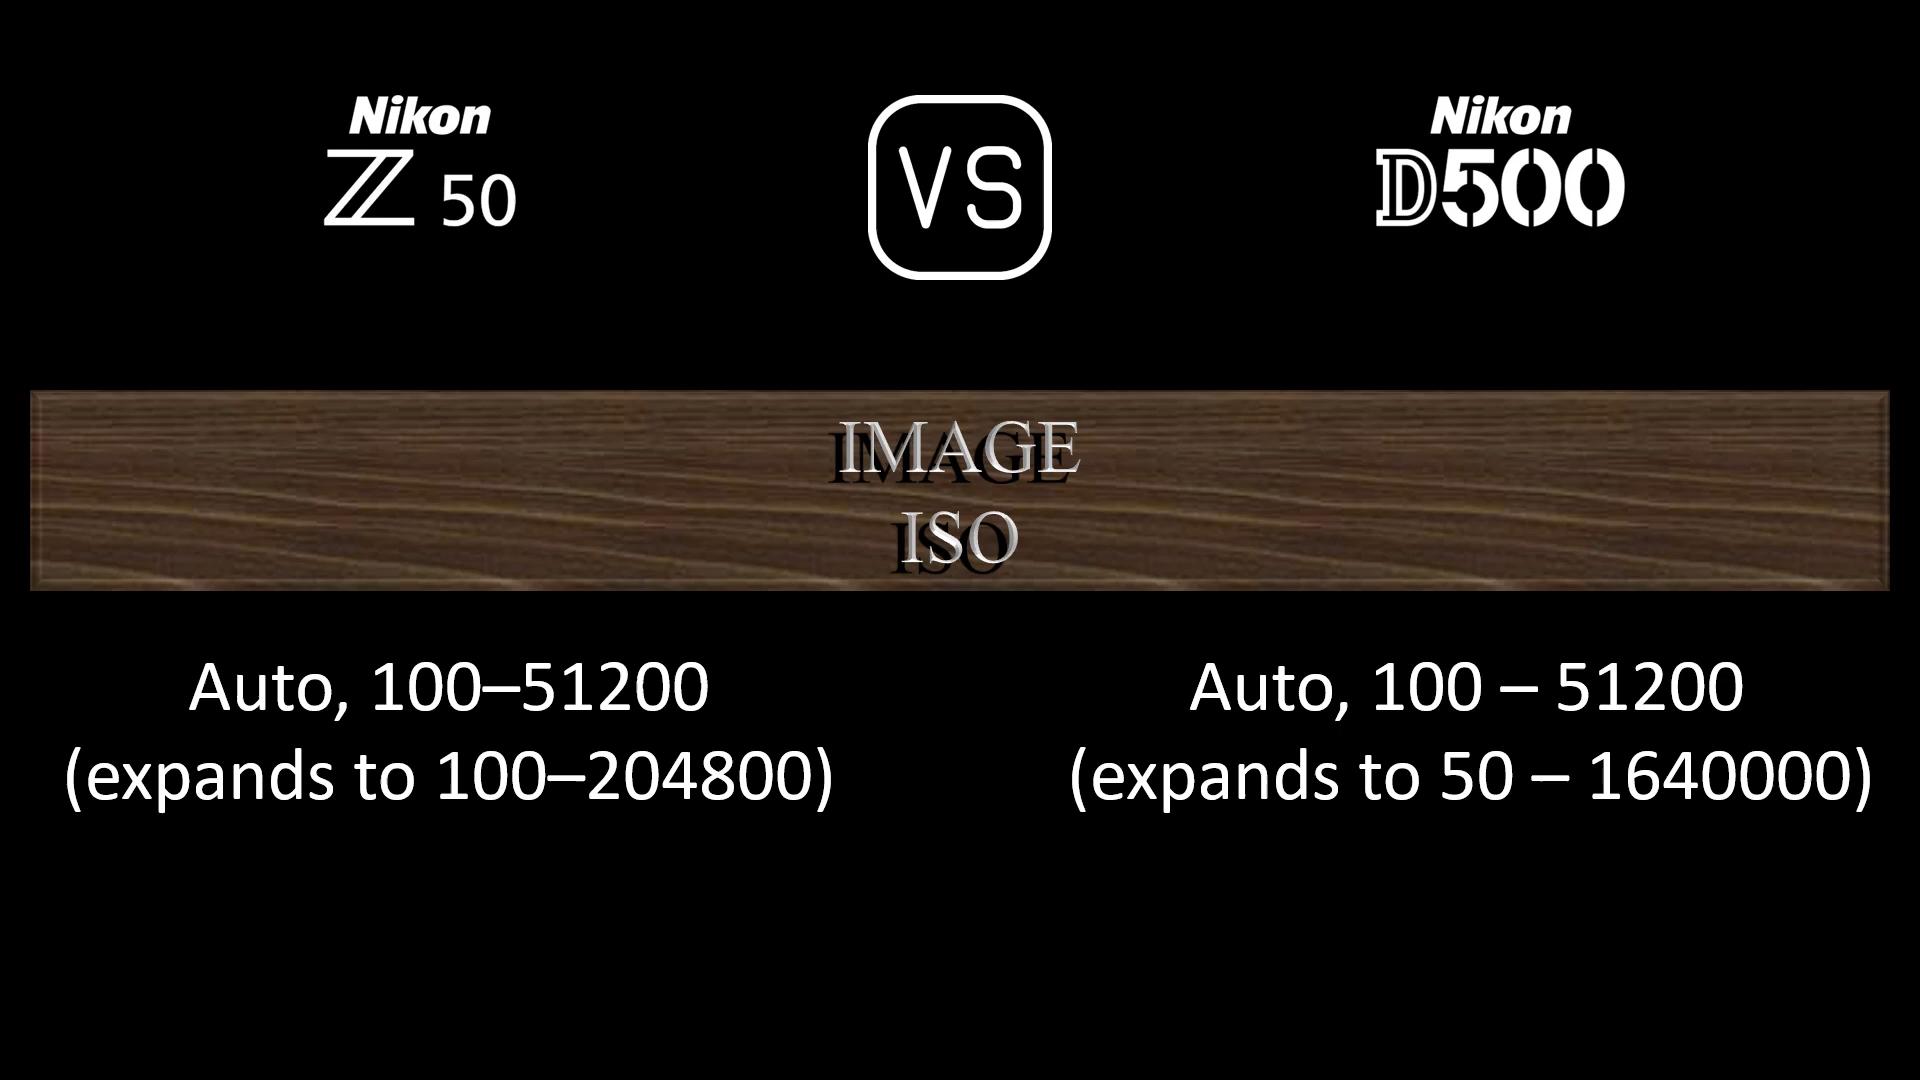 Nikon
Z 50
VS
Nikon
D500
IMAGE
ISO
Auto, 100–51200
(expands to 100–204800)
Auto, 100 – 51200
(expands to 50 – 1640000)